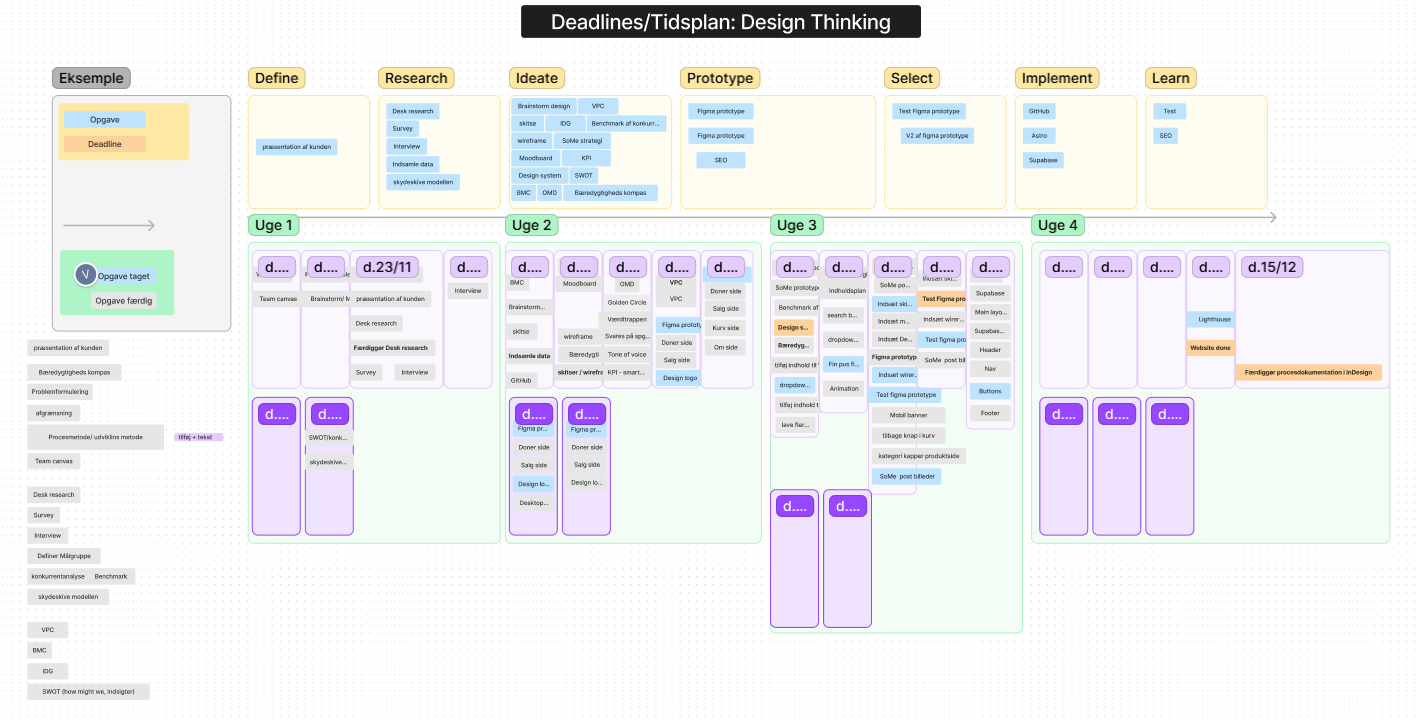 Deadlines/Tidsplan: Design Thinking
Eksemple
Opgave
Deadline
V
Opgave taget
Opgave færdig
Define
præsentation af kunden
Research
Desk research
Survey
Interview
Indsamle data
skydeskive modellen
Ideate
Brainstorm design
VPC
skitse
IDG
Benchmark af konkurr...
wireframe
SoMe strategi
Moodboard
KPI
Design system
SWOT
BMC
OMD
Bæredygtigheds kompas
Prototype
Figma prototype
Figma prototype
SEO
Select
Test Figma prototype
V2 af figma prototype
Implement
GitHub
Astro
Supabase
Learn
Test
SEO
Uge 1
d....
d....
d.23/11
d....
Team canvas
Brainstorm/ M
præsentation af kunden
Interview
Desk research
Færdiggør Desk research
Survey
Interview
d....
d....
SWOT/konk...
skydeskive...
Uge 2
d....
d....
d....
d....
d....
BMC
Brainstorm...
skitse
Indsamle data
GitHub
Moodboard
wireframe
Bæredygti
skitser / wirefra
OMD
Golden Circle
Værditrappen
Svares på spg...
Tone of voice
KPI - smart...
VPC
VPC
Figma prototy
Doner side
Salg side
Design logo
Doner side
Salg side
Kurv side
Om side
d....
d....
Figma pr...
Doner side
Salg side
Design lo...
Desktop...
Figma pr...
Doner side
Salg side
Design lo...
Uge 3
d....
d....
d....
d....
d....
SoMe prototype
Benchmark af
Design s...
Bæredyg...
tilføj indhold til
dropdow...
tilføj indhold t
lave fler...
indholdsplan
search b...
dropdow...
Fin pus fi...
Animation
SoMe po...
Indsæt ski...
Indsæt m...
Indsæt De...
Figma prototyp
Indsæt wirer...
Test figma prototype
Mobil banner
tilbage knap i kurv
kategori kapper produktside
SoMe post billeder
Indsæt ski...
Test Figma pro
Indsæt wirer...
Test figma pro
SoMe post bil
Supabase
Main layo...
Supabas...
Header
Nav
Buttons
Footer
d....
d....
Uge 4
d....
d....
d....
d....
d.15/12
Lighthouse
Website done
Færdiggør procesdokumentation i InDesign
d....
d....
d....
præsentation af kunden
Bæredygtigheds kompas
Problemformulering
afgrænsning
Procesmetode/ udviklins metode
tilføj + tekst
Team canvas
Desk research
Survey
Interview
Definer Målgruppe
konkurrentanalyse
Benchmark
skydeskive modellen
VPC
BMC
IDG
SWOT (how might we, indsigter)